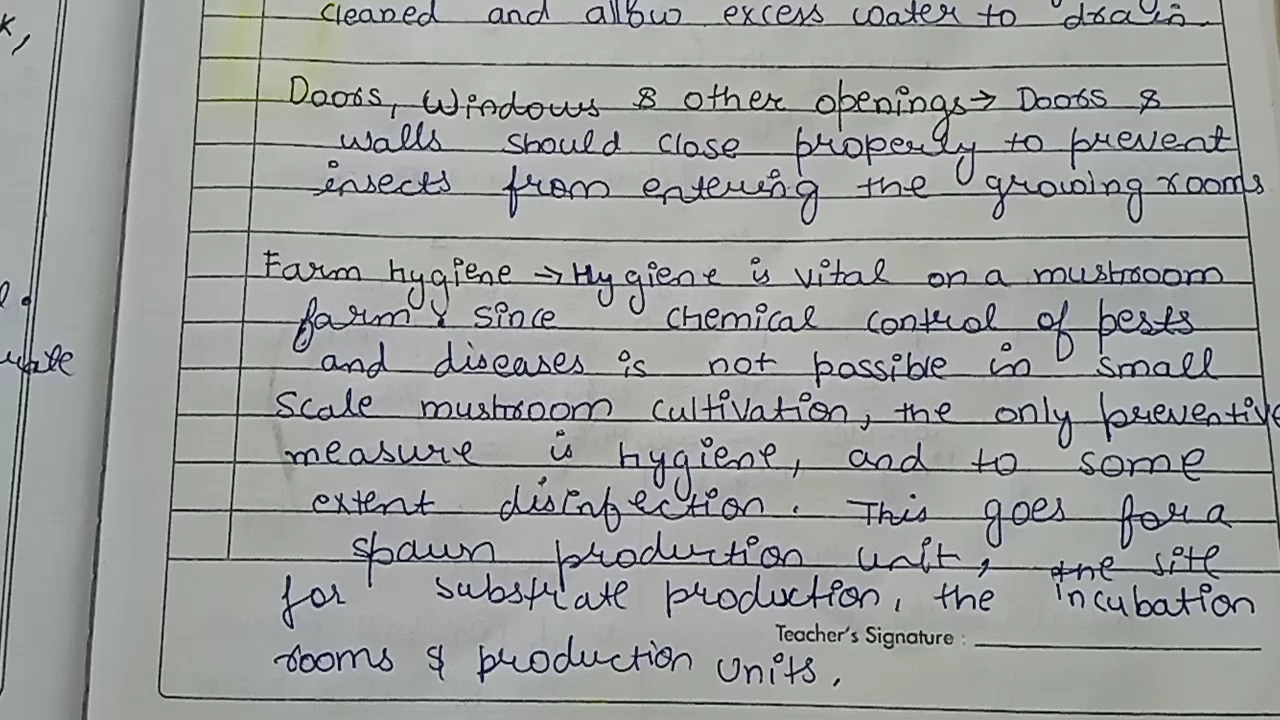 k,
cleaned and allow excess water to drain.
Doors, Windows & other openings → Doors &
walls should close properly to prevent
insects from entering the growing rooms
Farm hygiene → Hygiene is vital on a mushroom
farm & since chemical control of pests
and diseases is not possible in small
Scale mushroom cultivation, the only preventive
measure is hygiene, and to some
extent disinfection. This goes for a
spawn production unit, the site
for substrate production, the incubation
Teacher's Signature :
rooms & production units.